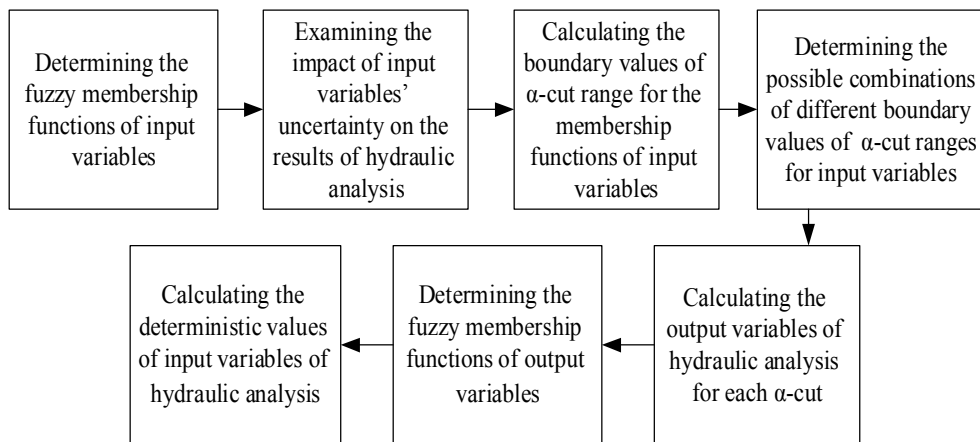 Determining the
fuzzy membership
functions of input
variables
Examining the
impact of input
variables’
uncertainty on the
results of hydraulic
analysis
Calculating the
boundary values of
α-cut range for the
membership
functions of input
variables
Determining the
possible combinations
of different boundary
values of α-cut ranges
for input variables
Calculating the
output variables of
hydraulic analysis
for each α-cut
Determining the
fuzzy membership
functions of output
variables
Calculating the
deterministic values
of input variables of
hydraulic analysis